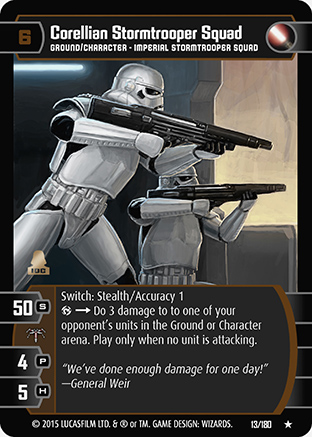 6
Corellian Stormtrooper Squad
GROUND/CHARACTER - IMPERIAL STORMTROOPER SQUAD
IDC
50 S
4 P
5 H
Switch: Stealth/Accuracy 1
→ Do 3 damage to to one of your
opponent's units in the Ground or Character
arena. Play only when no unit is attacking.
“We've done enough damage for one day!”
—General Weir
© 2015 LUCASFILM LTD. & ® or TM. GAME DESIGN: WIZARDS.
13/180 ★